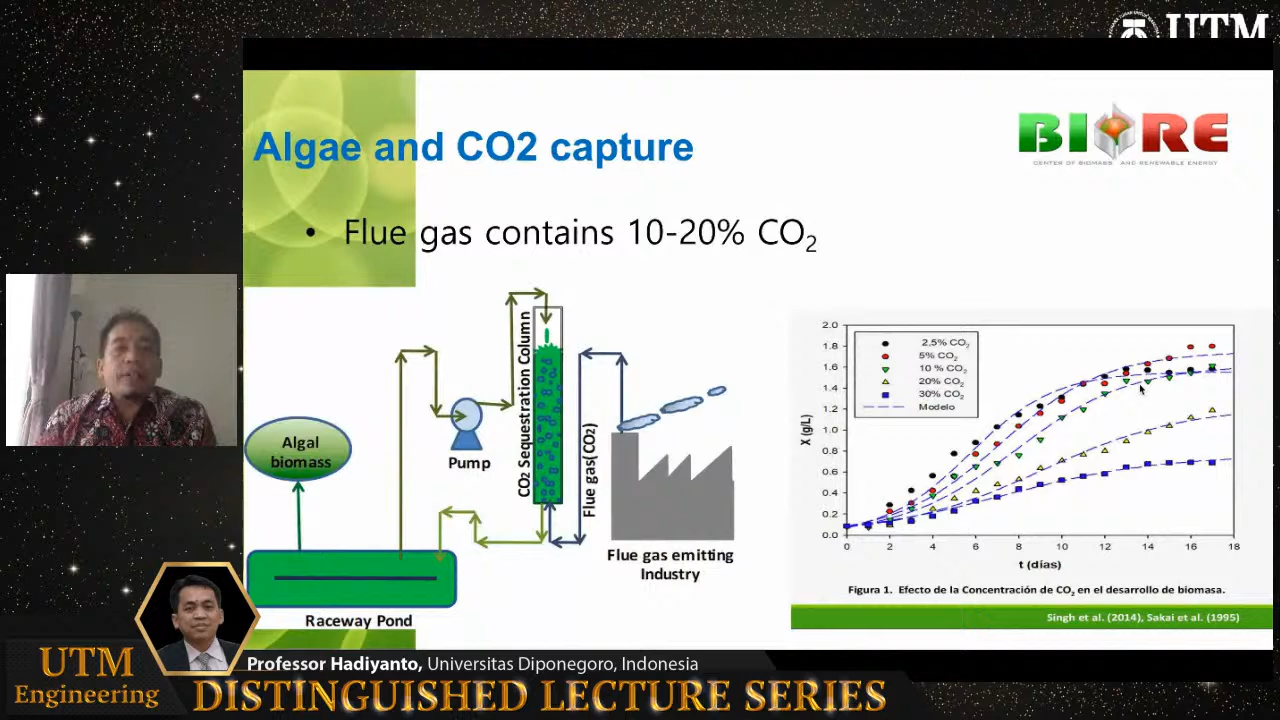 UTM
BIORE
CENTER OF BIOMASS AND RENEWABLE ENERGY
Algae and CO2 capture
• Flue gas contains 10-20% CO2
CO2 Sequestration Column
Flue gas(CO2)
Algal
biomass
Pump
Flue gas emitting
Industry
Raceway Pond
2.0
1.8
1.6
1.4
1.2
1.0
0.8
0.6
0.4
0.2
0.0
X (g/L)
2,5% CO2
5% CO2
10 % CO2
20% CO2
30% CO2
Modelo
0 2 4 6 8 10 12 14 16 18
t (días)
Figura 1. Efecto de la Concentración de CO2 en el desarrollo de biomasa.
Singh et al. (2014), Sakai et al. (1995)
Professor Hadiyanto, Universitas Diponegoro, Indonesia
UTM
Engineering
DISTINGUISHED LECTURE SERIES